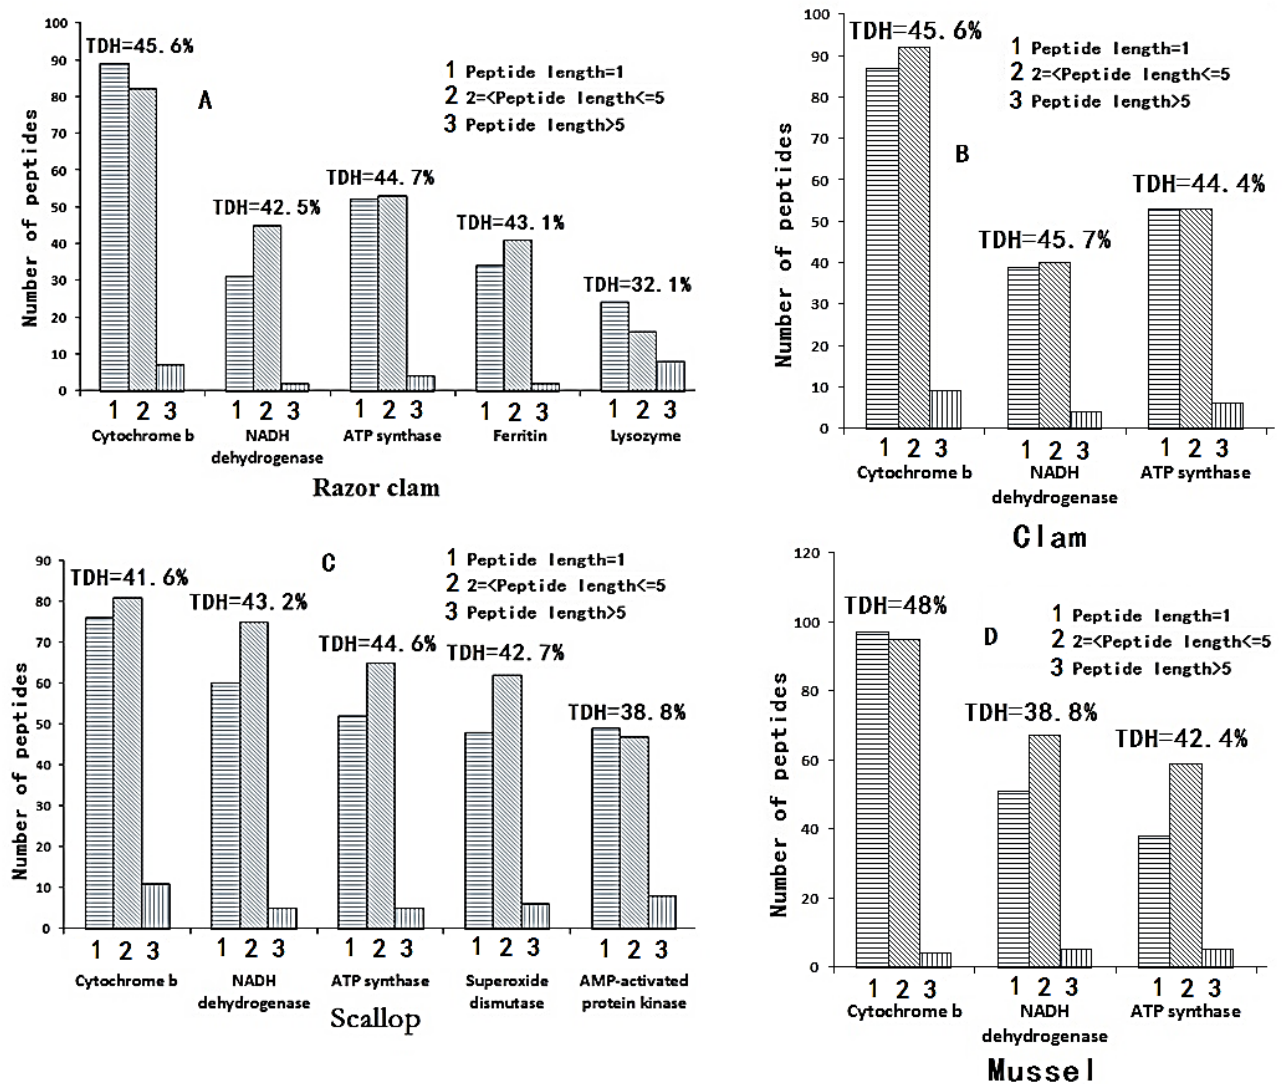 A
TDH=45.6%
TDH=42.5%
TDH=44.7%
TDH=43.1%
TDH=32.1%
1 Peptide length=1
2 2=<Peptide length<=5
3 Peptide length>5
Number of peptides
100
90
80
70
60
50
40
30
20
10
0
1 2 3 1 2 3 1 2 3 1 2 3 1 2 3
Cytochrome b NADH ATP synthase Ferritin Lysozyme
dehydrogenase
Razor clam
B
TDH=45.6%
TDH=45.7%
TDH=44.4%
1 Peptide length=1
2 2=<Peptide length<=5
3 Peptide length>5
Number of peptides
100
90
80
70
60
50
40
30
20
10
0
1 2 3 1 2 3 1 2 3
Cytochrome b NADH ATP synthase
dehydrogenase
Clam
C
TDH=41.6%
TDH=43.2%
TDH=44.6%
TDH=42.7%
TDH=38.8%
1 Peptide length=1
2 2=<Peptide length<=5
3 Peptide length>5
Number of peptides
90
80
70
60
50
40
30
20
10
0
1 2 3 1 2 3 1 2 3 1 2 3 1 2 3
Cytochrome b NADH ATP synthase Superoxide AMP-activated
dehydrogenase dismutase protein kinase
Scallop
D
TDH=48%
TDH=38.8%
TDH=42.4%
1 Peptide length=1
2 2=<Peptide length<=5
3 Peptide length>5
Number of peptides
120
100
80
60
40
20
0
1 2 3 1 2 3 1 2 3
Cytochrome b NADH ATP synthase
dehydrogenase
Mussel